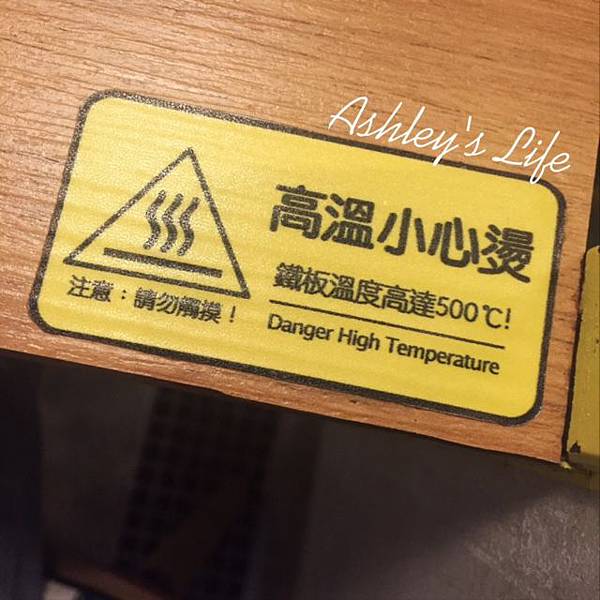 Ashley's Life
高溫小心燙
鐵板溫度高達500℃!
Danger High Temperature
注意：請勿觸摸！